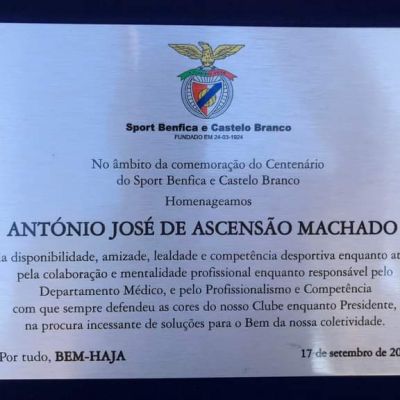 Sport Benfica e Castelo Branco
FUNDADO EM 24-03-1924
No âmbito da comemoração do Centenário
do Sport Benfica e Castelo Branco
Homenageamos
ANTÓNIO JOSÉ DE ASCENSÃO MACHADO
disponibilidade, amizade, lealdade e competência desportiva enquanto
pela colaboração e mentalidade profissional enquanto responsável pelo
Departamento Médico, e pelo Profissionalismo e Competência
com que sempre defendeu as cores do nosso Clube enquanto Presidente,
na procura incessante de soluções para o Bem da nossa coletividade.
Por tudo, BEM-HAJA
17 de setembro de 20